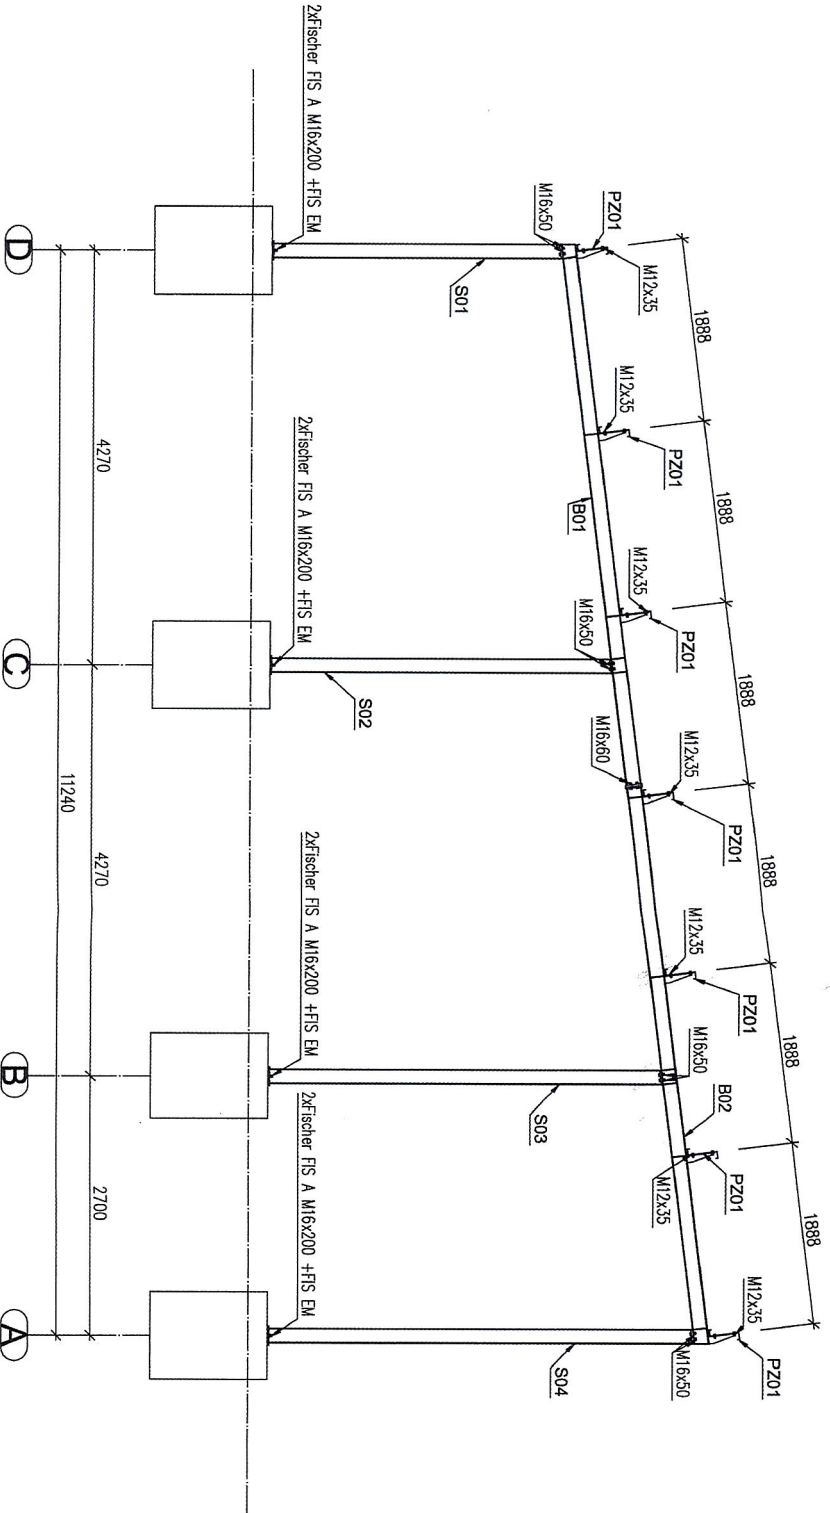 1888
1888
1888
1888
1888
1888
PZ01
M12x35
M16x50
M12x35
PZ01
M12x35
PZ01
M12x35
PZ01
M12x35
PZ01
M12x35
PZ01
M12x35
PZ01
B01
M16x50
M16x60
M16x50
B02
M16x50
S01
S02
S03
S04
2xFischer FIS A M16x200 +FIS EM
2xFischer FIS A M16x200 +FIS EM
2xFischer FIS A M16x200 +FIS EM
2xFischer FIS A M16x200 +FIS EM
4270
4270
2700
11240
D
C
B
A